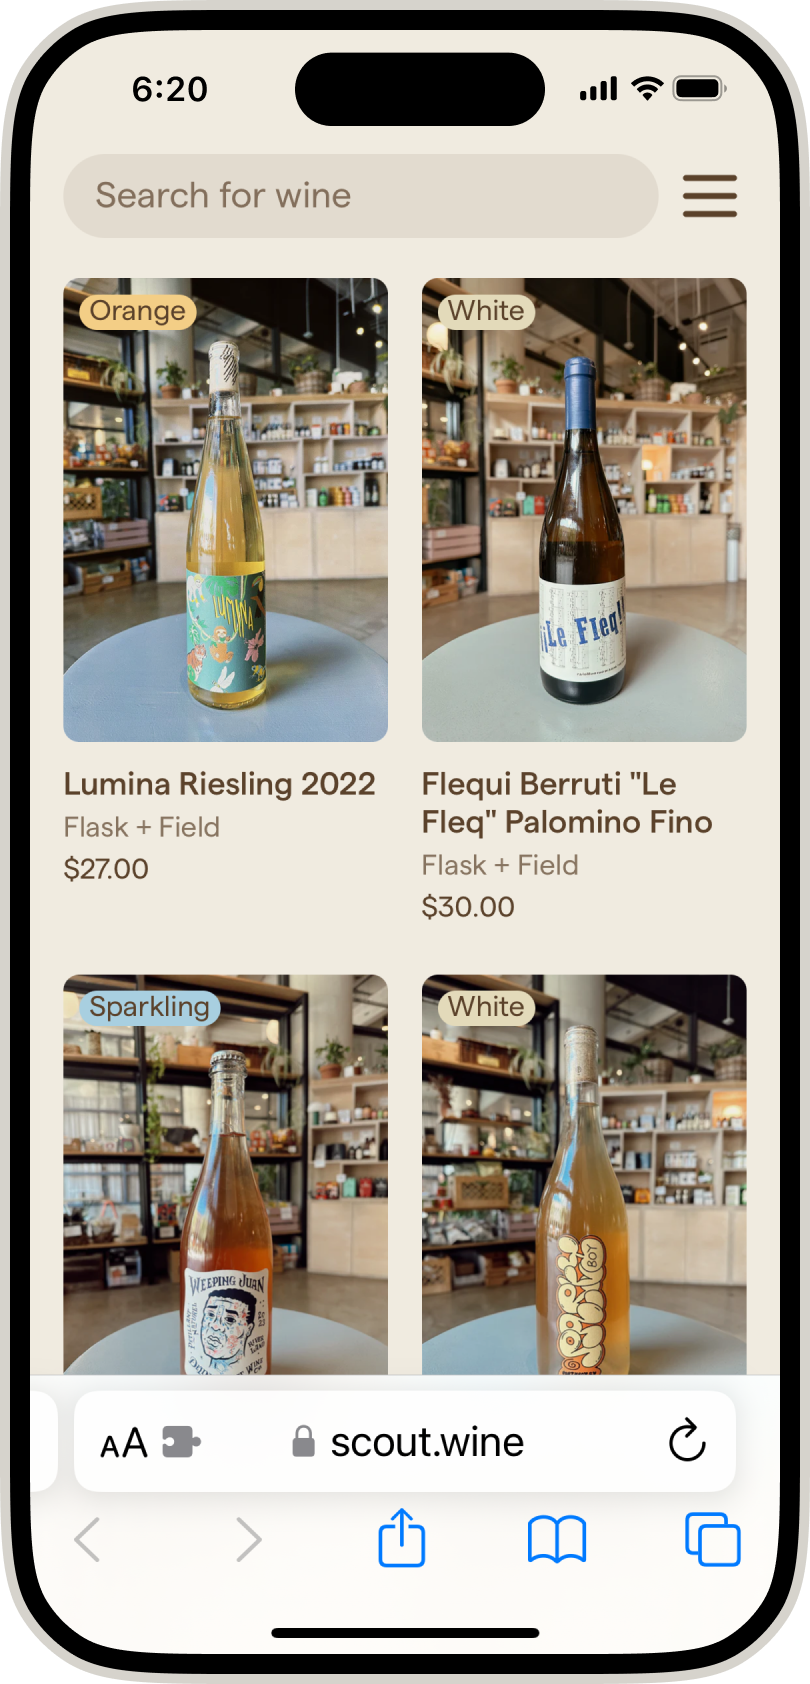 6:20
Search for wine
Orange
White
LUMINA
¡¡Le Fleq!!
Lumina Riesling 2022
Flask + Field
$27.00
Flequi Berruti "Le
Fleq" Palomino Fino
Flask + Field
$30.00
Sparkling
White
WEEPING JUAN
BOY
AA
scout.wine